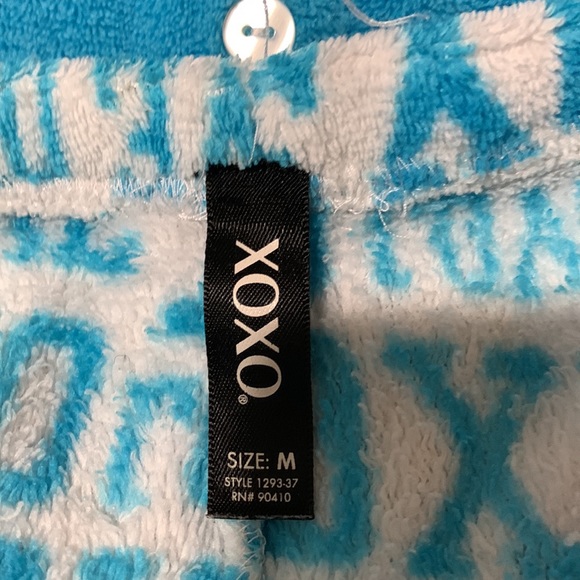 XOXO®
SIZE: M
STYLE 1293-37
RN# 90410